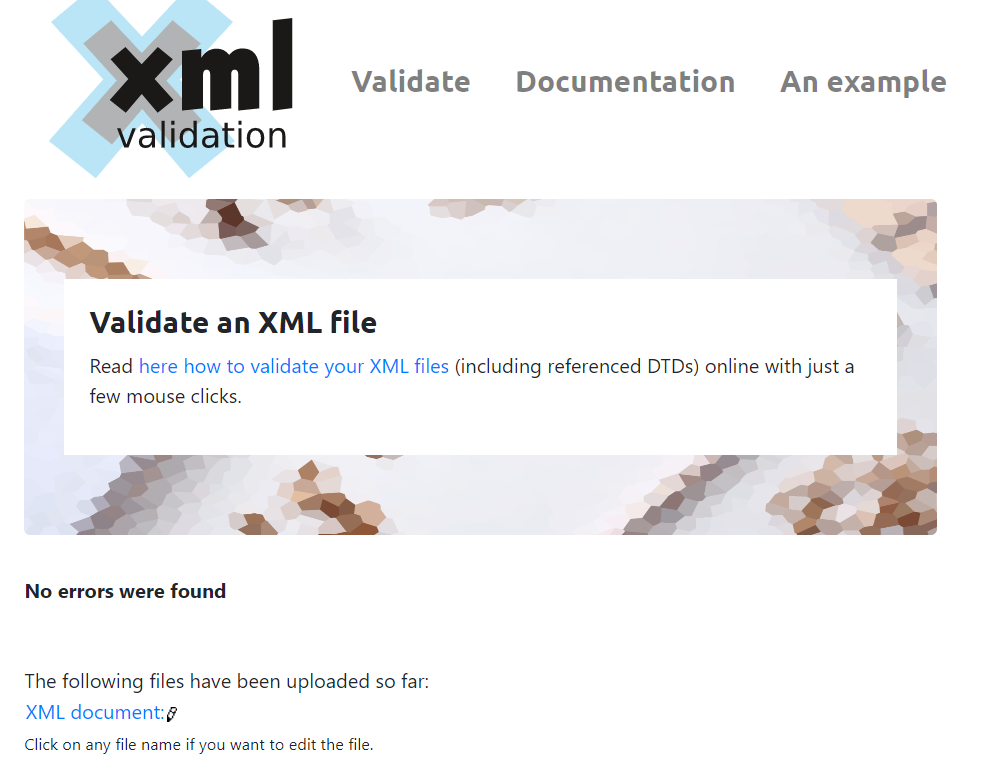 xml
validation
Validate
Documentation
An example
Validate an XML file
Read here how to validate your XML files (including referenced DTDs) online with just a
few mouse clicks.
No errors were found
The following files have been uploaded so far:
XML document:
Click on any file name if you want to edit the file.